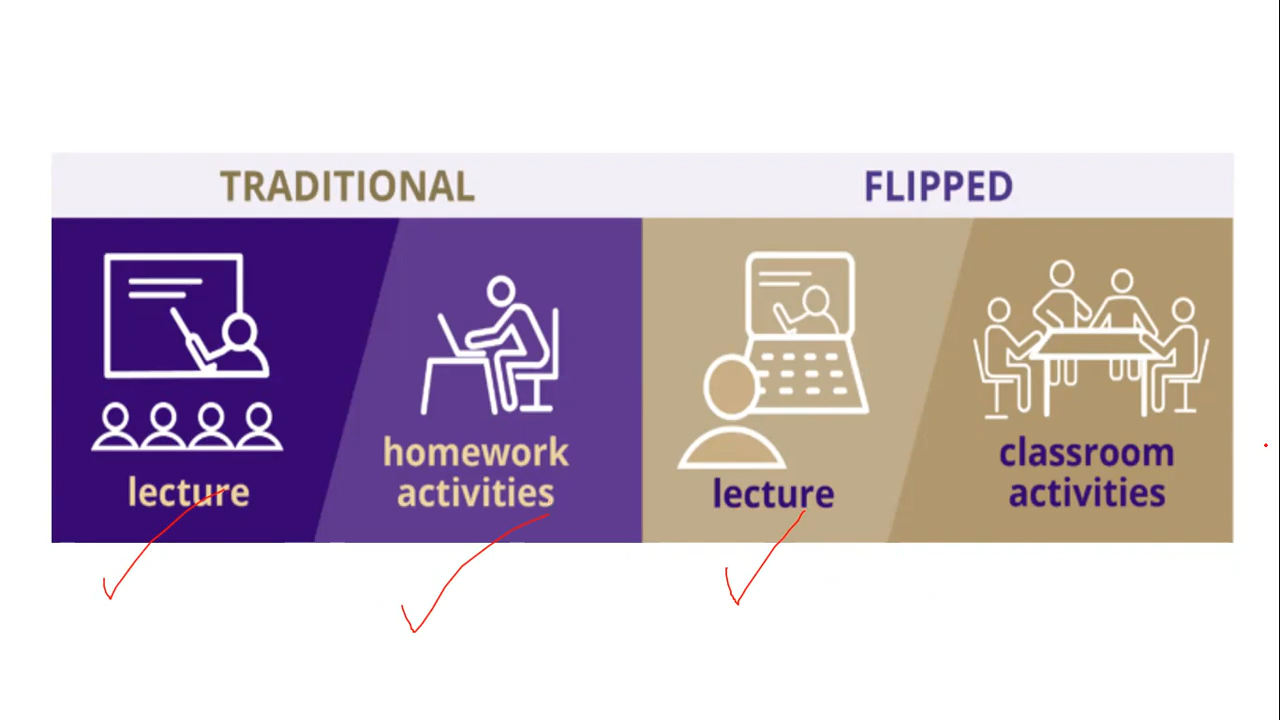 TRADITIONAL
FLIPPED
lecture
homework
activities
lecture
classroom
activities